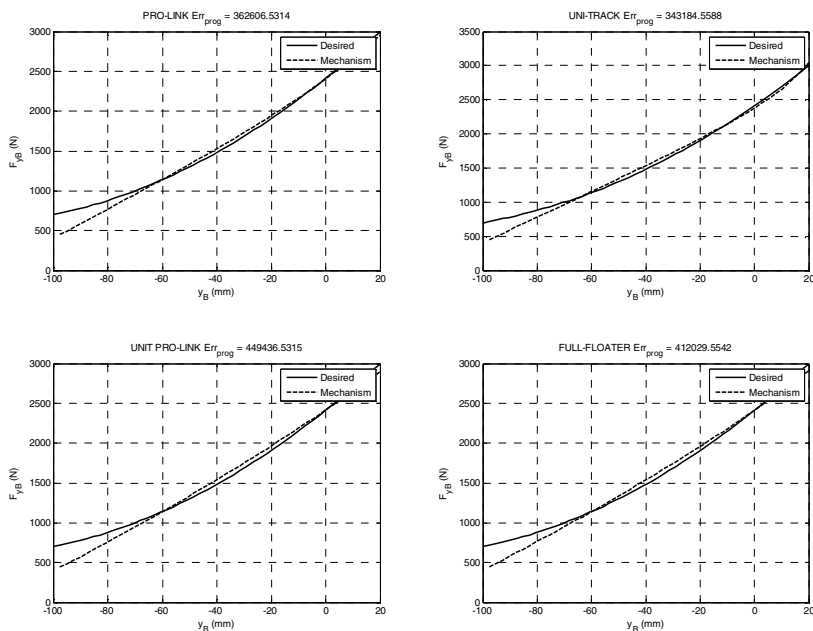 PRO-LINK Err_prog = 362606.5314
3000
2500
2000
1500
1000
500
0
F_yB (N)
-100 -80 -60 -40 -20 0 20
y_B (mm)
Desired
Mechanism
UNI-TRACK Err_prog = 343184.5588
3500
3000
2500
2000
1500
1000
500
0
F_yB (N)
-100 -80 -60 -40 -20 0 20
y_B (mm)
Desired
Mechanism
UNIT PRO-LINK Err_prog = 449436.5315
3000
2500
2000
1500
1000
500
0
F_yB (N)
-100 -80 -60 -40 -20 0 20
y_B (mm)
Desired
Mechanism
FULL-FLOATER Err_prog = 412029.5542
3000
2500
2000
1500
1000
500
0
F_yB (N)
-100 -80 -60 -40 -20 0 20
y_B (mm)
Desired
Mechanism